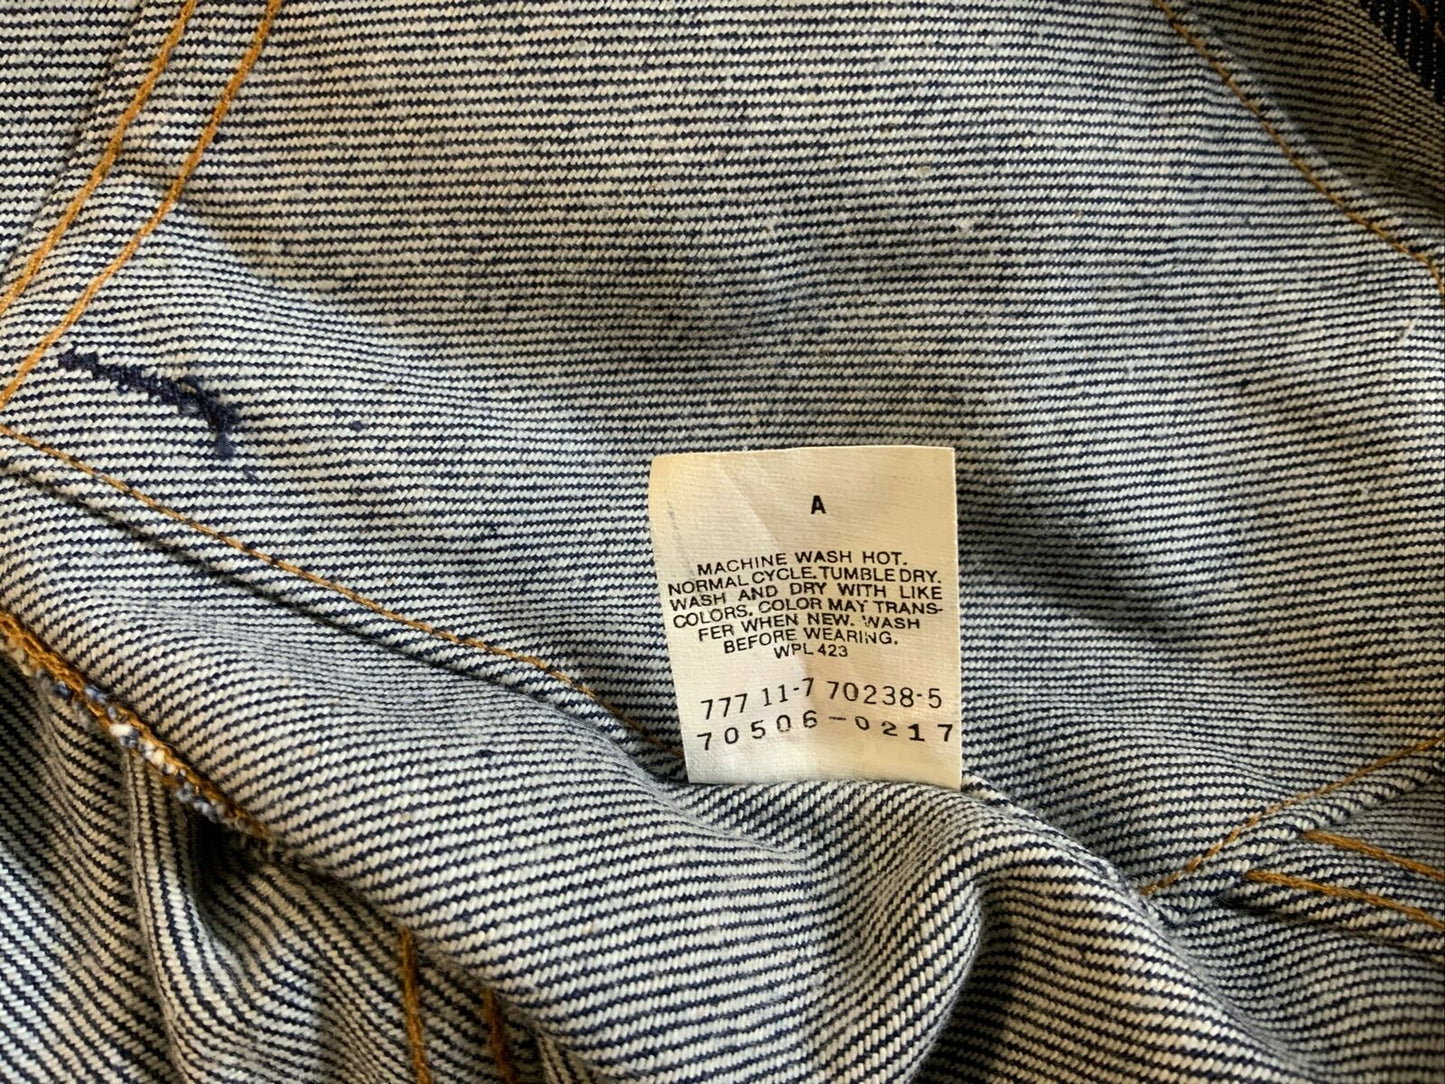 A
MACHINE WASH HOT.
NORMAL CYCLE. TUMBLE DRY.
WASH AND DRY WITH LIKE
COLORS. COLOR MAY TRANS-
FER WHEN NEW. WASH
BEFORE WEARING.
WPL 423
777 11-7 70238-5
70506-0217